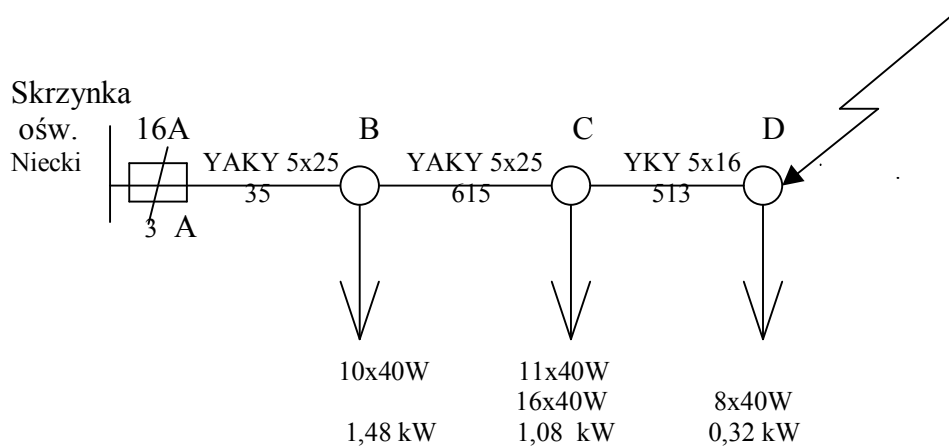 Skrzynka
ośw.
Niecki
16A
3 A
YAKY 5x25
35
B
YAKY 5x25
615
C
YKY 5x16
513
D
10x40W
1,48 kW
11x40W
16x40W
1,08 kW
8x40W
0,32 kW